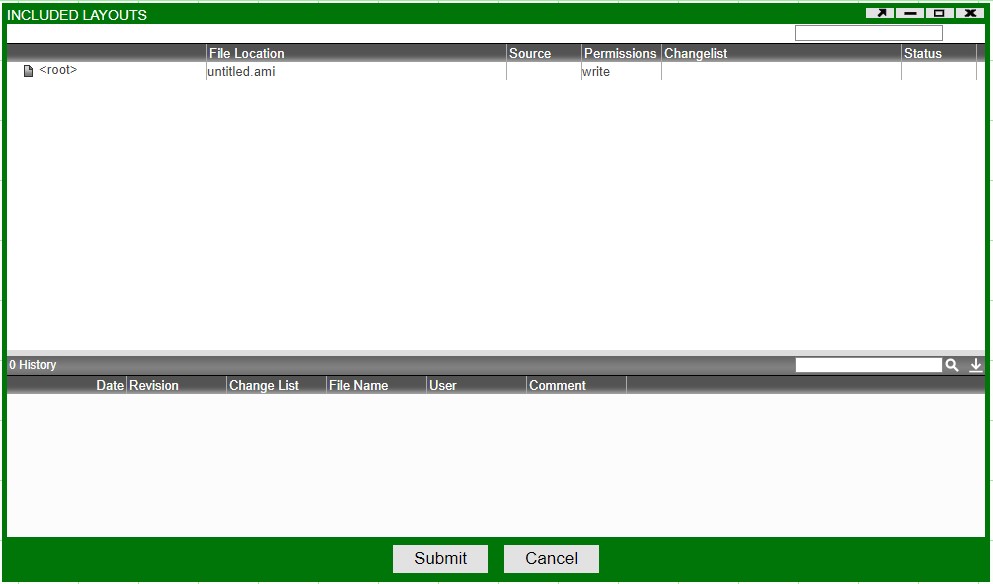 INCLUDED LAYOUTS
File Location Source Permissions Changelist Status
<root> untitled.ami write
0 History
Date Revision Change List File Name User Comment
Submit Cancel